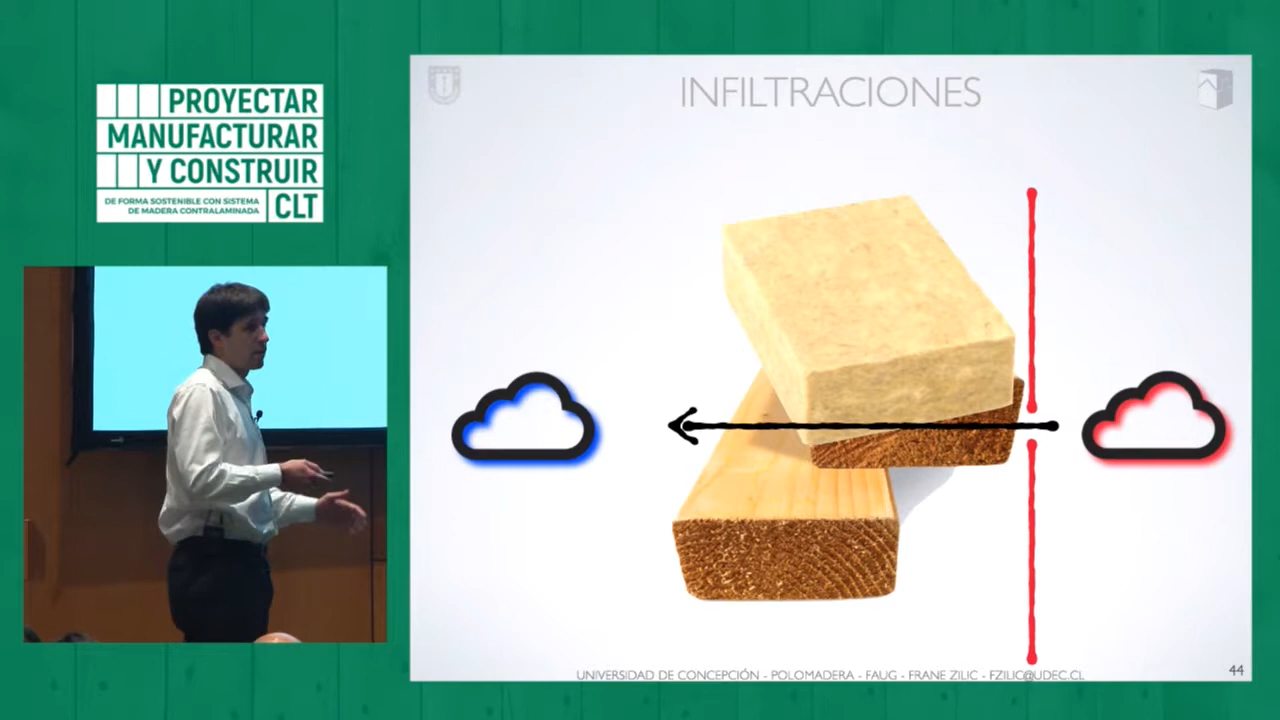 PROYECTAR
MANUFACTURAR
Y CONSTRUIR
DE FORMA SOSTENIBLE CON SISTEMA
DE MADERA CONTRALAMINADA
CLT
INFILTRACIONES
UNIVERSIDAD DE CONCEPCIÓN - POLOMADERA - FAUG - FRANE ZILIC - FZILIC@UDEC.CL
44